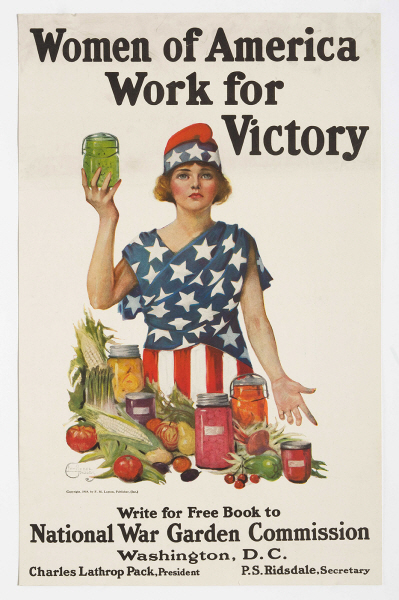 Women of America
Work for
Victory
Write for Free Book to
National War Garden Commission
Washington, D.C.
Charles Lathrop Pack, President P.S. Ridsdale, Secretary